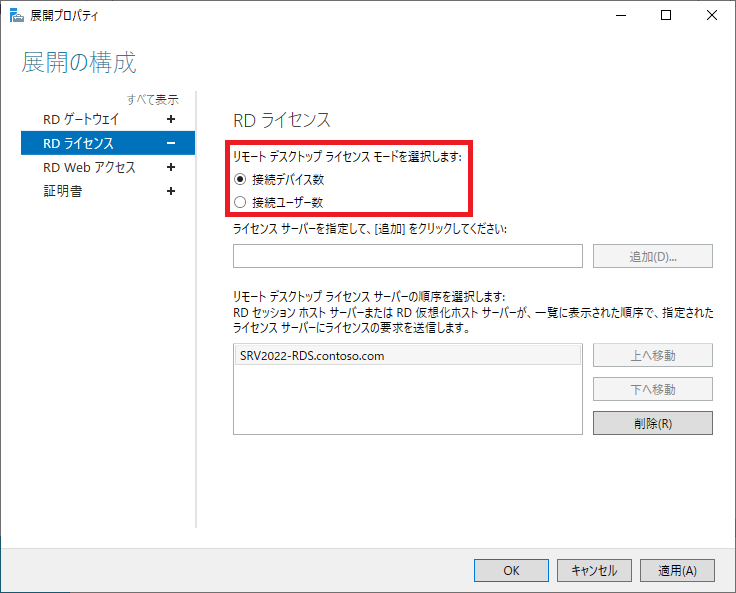 展開プロパティ
展開の構成
すべて表示
RD ゲートウェイ +
RD ライセンス −
RD Web アクセス +
証明書 +
RD ライセンス
リモート デスクトップ ライセンス モードを選択します:
接続デバイス数
接続ユーザー数
ライセンス サーバーを指定して、[追加] をクリックしてください:
追加(D)...
リモート デスクトップ ライセンス サーバーの順序を選択します:
RD セッション ホスト サーバーまたは RD 仮想化ホスト サーバーが、一覧に表示された順序で、指定された
ライセンス サーバーにライセンスの要求を送信します。
SRV2022-RDS.contoso.com
上へ移動
下へ移動
削除(R)
OK
キャンセル
適用(A)